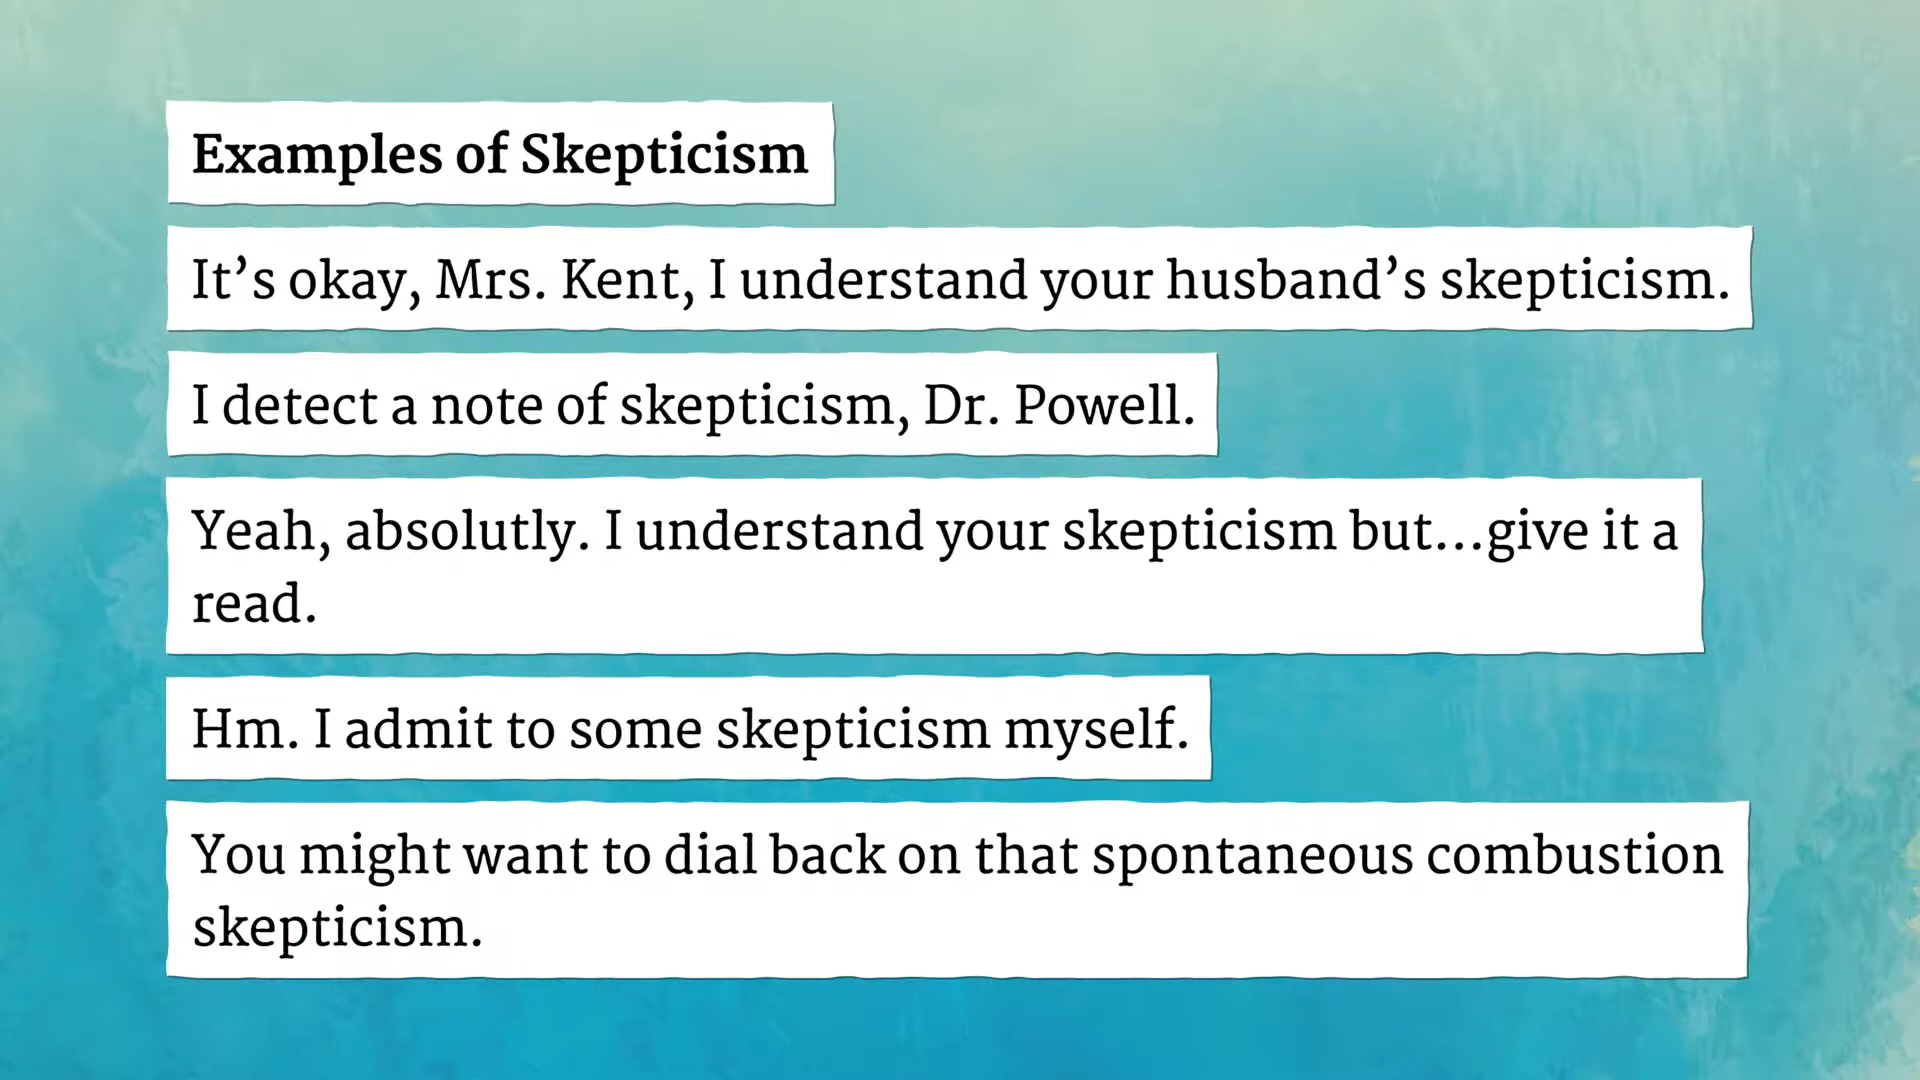 Examples of Skepticism
It’s okay, Mrs. Kent, I understand your husband’s skepticism.
I detect a note of skepticism, Dr. Powell.
Yeah, absolutly. I understand your skepticism but…give it a
read.
Hm. I admit to some skepticism myself.
You might want to dial back on that spontaneous combustion
skepticism.